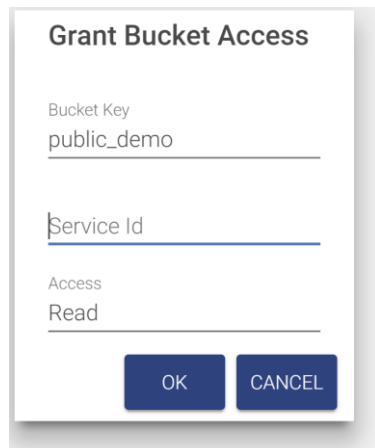 Grant Bucket Access
Bucket Key
public_demo
Service Id
Access
Read
OK CANCEL